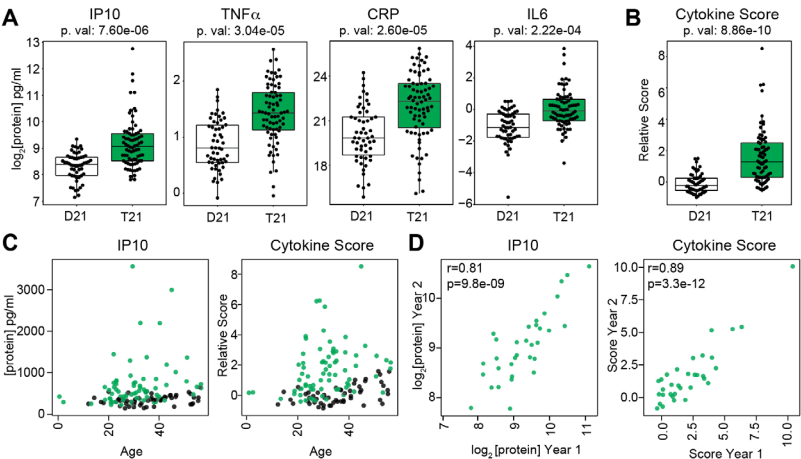 A
IP10
p. val: 7.60e-06
TNFα
p. val: 3.04e-05
CRP
p. val: 2.60e-05
IL6
p. val: 2.22e-04
B
Cytokine Score
p. val: 8.86e-10
log2[protein] pg/ml
13
12
11
10
9
8
7
D21
T21
2
1
0
D21
T21
24
21
18
D21
T21
4
2
0
−2
−4
−6
D21
T21
Relative Score
8
6
4
2
0
D21
T21
C
IP10
[protein] pg/ml
3000
2000
1000
0
0
20
40
Age
Cytokine Score
Relative Score
8
6
4
2
0
0
20
40
Age
D
IP10
r=0.81
p=9.8e-09
log2[protein] Year 2
10
9
8
7
8
9
10
11
log2 [protein] Year 1
Cytokine Score
r=0.89
p=3.3e-12
Score Year 2
10.0
7.5
5.0
2.5
0.0
0.0
2.5
5.0
7.5
10.0
Score Year 1